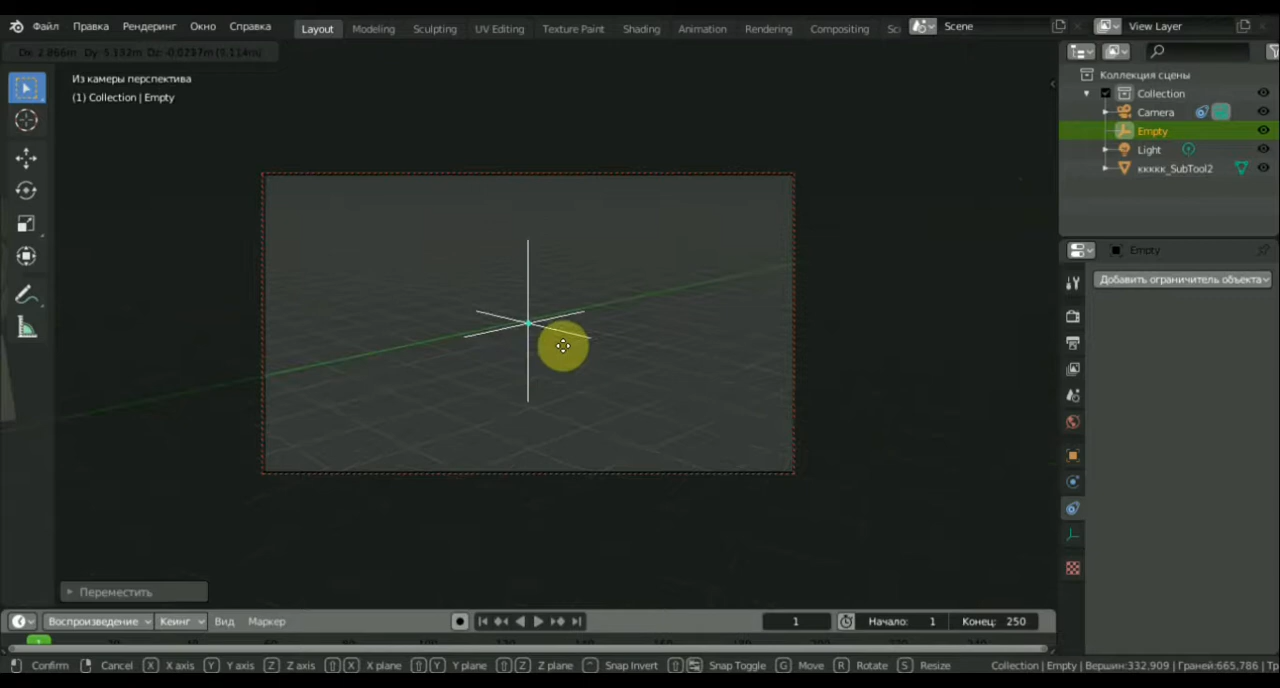 Файл Правка Рендеринг Окно Справка Layout Modeling Sculpting UV Editing Texture Paint Shading Animation Rendering Compositing Sc Scene View Layer
Dx: 2.866m Dy: 5.132m Dz: -0.0237m
Из камеры перспектива
(1) Collection | Empty
Коллекция сцены
Collection
Camera
Empty
Light
ккккк_SubTool2
Empty
Добавить ограничитель объекта
Переместить
Воспроизведение Кеинг Вид Маркер 1 Начало: 1 Конец: 250
1
Confirm Cancel X X axis Y Y axis Z Z axis X X plane Y Y plane Z Z plane Snap Invert Snap Toggle G Move R Rotate S Resize Collection | Empty | Вершин:332,909 | Граней:665,786 | Тр